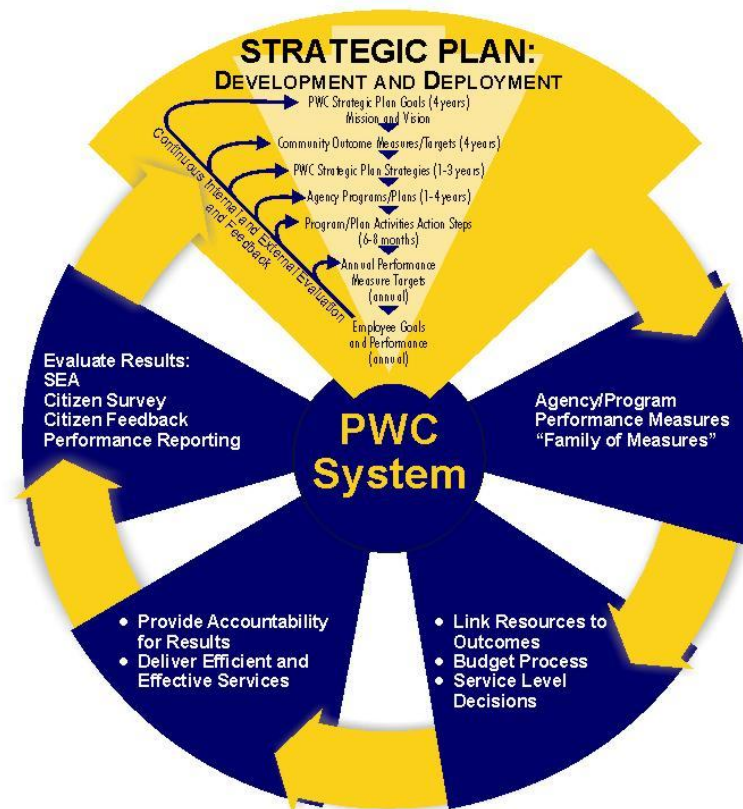 STRATEGIC PLAN:
DEVELOPMENT AND DEPLOYMENT
PWC Strategic Plan Goals (4 years)
Mission and Vision
Community Outcome Measures/Targets (4 years)
PWC Strategic Plan Strategies (1-3 years)
Agency Programs/Plans (1-4 years)
Program/Plan Activities Action Steps
(6-8 months)
Annual Performance
Measure Targets
(annual)
Employee Goals
and Performance
(annual)
Continuous Internal and External Evaluation
and Feedback
Agency/Program
Performance Measures
“Family of Measures”
• Link Resources to
Outcomes
• Budget Process
• Service Level
Decisions
• Provide Accountability
for Results
• Deliver Efficient and
Effective Services
Evaluate Results:
SEA
Citizen Survey
Citizen Feedback
Performance Reporting
PWC
System